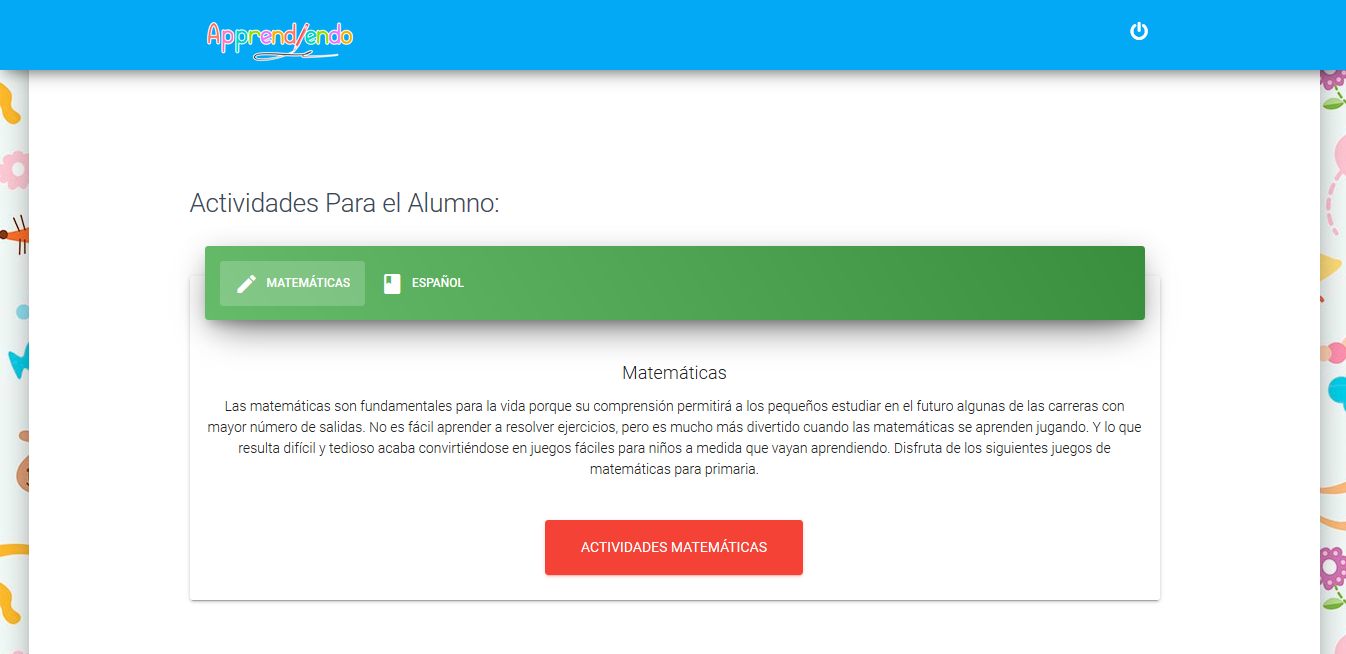 Apprendiendo
Actividades Para el Alumno:
MATEMÁTICAS
ESPAÑOL
Matemáticas
Las matemáticas son fundamentales para la vida porque su comprensión permitirá a los pequeños estudiar en el futuro algunas de las carreras con
mayor número de salidas. No es fácil aprender a resolver ejercicios, pero es mucho más divertido cuando las matemáticas se aprenden jugando. Y lo que
resulta difícil y tedioso acaba convirtiéndose en juegos fáciles para niños a medida que vayan aprendiendo. Disfruta de los siguientes juegos de
matemáticas para primaria.
ACTIVIDADES MATEMÁTICAS